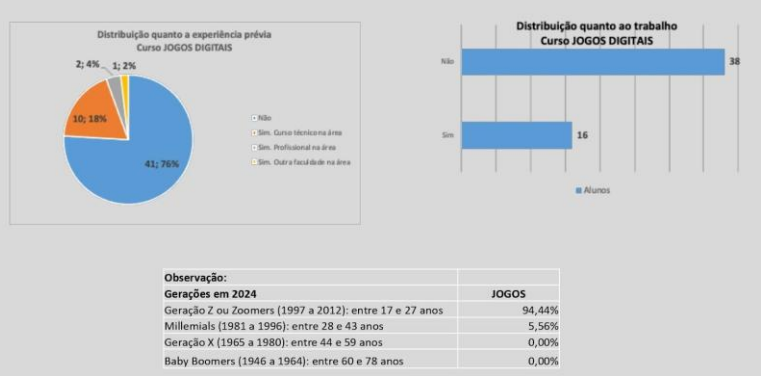 Distribuição quanto a experiência prévia
Curso JOGOS DIGITAIS
2; 4%
1; 2%
10; 18%
41; 76%
Não
Sim. Curso técnico na área
Sim. Profissional na área
Sim. Outra faculdade na área
Distribuição quanto ao trabalho
Curso JOGOS DIGITAIS
Não
38
Sim
16
Alunos
Observação:
Gerações em 2024 JOGOS
Geração Z ou Zoomers (1997 a 2012): entre 17 e 27 anos 94,44%
Millemials (1981 a 1996): entre 28 e 43 anos 5,56%
Geração X (1965 a 1980): entre 44 e 59 anos 0,00%
Baby Boomers (1946 a 1964): entre 60 e 78 anos 0,00%